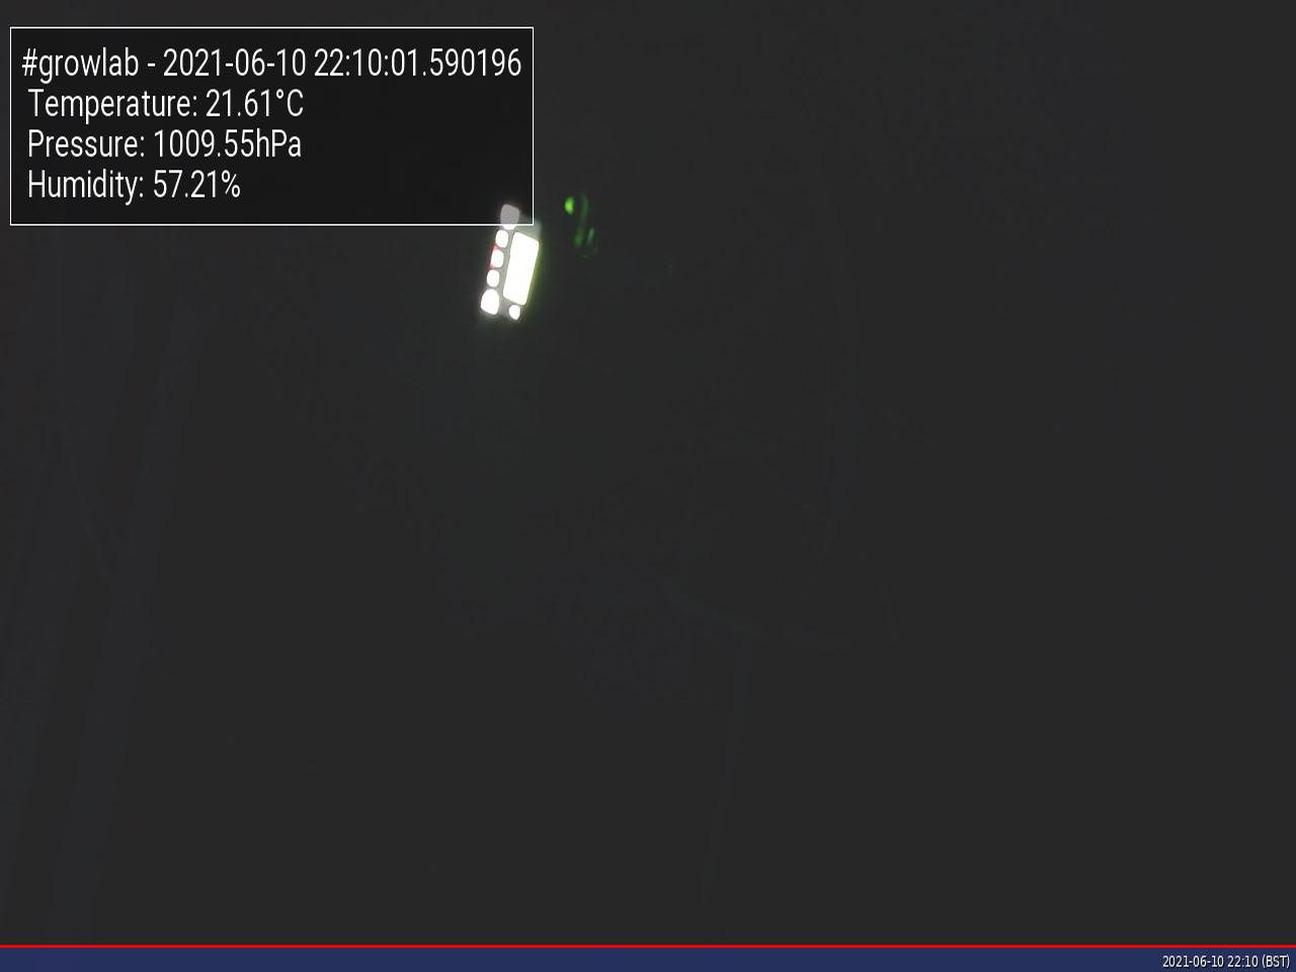 #growlab - 2021-06-10 22:10:01.590196
Temperature: 21.61°C
Pressure: 1009.55hPa
Humidity: 57.21%
2021-06-10 22:10 (BST)